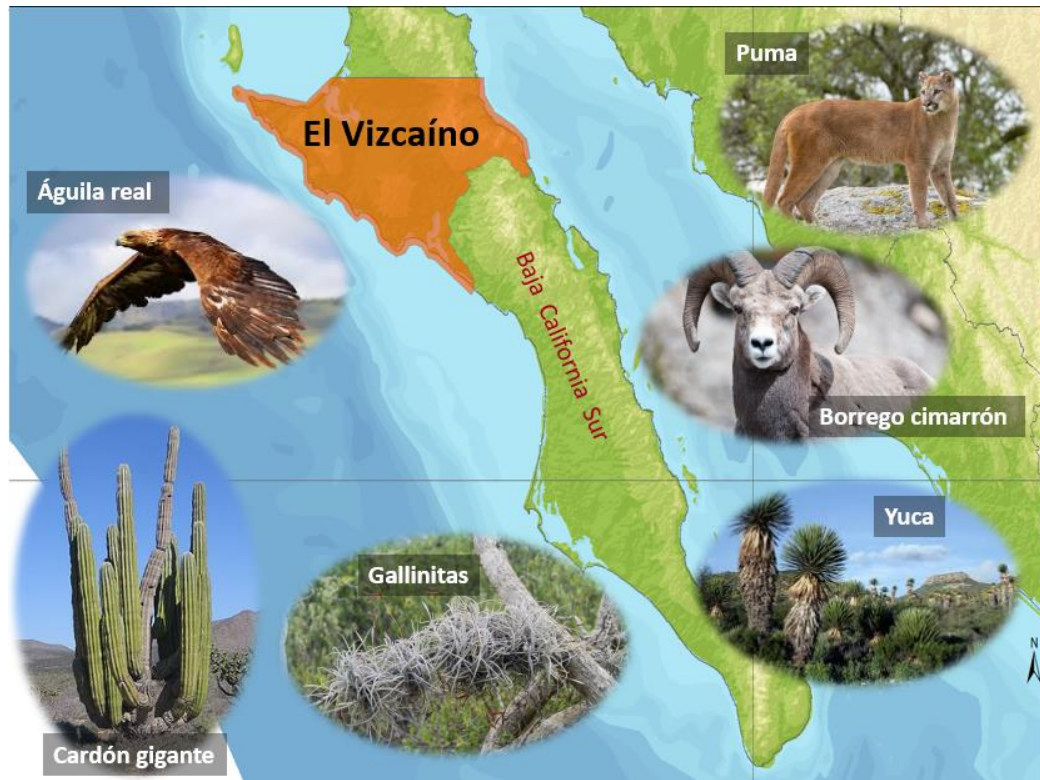 Puma
El Vizcaíno
Águila real
Baja California Sur
Borrego cimarrón
Yuca
Gallinitas
N
Cardón gigante